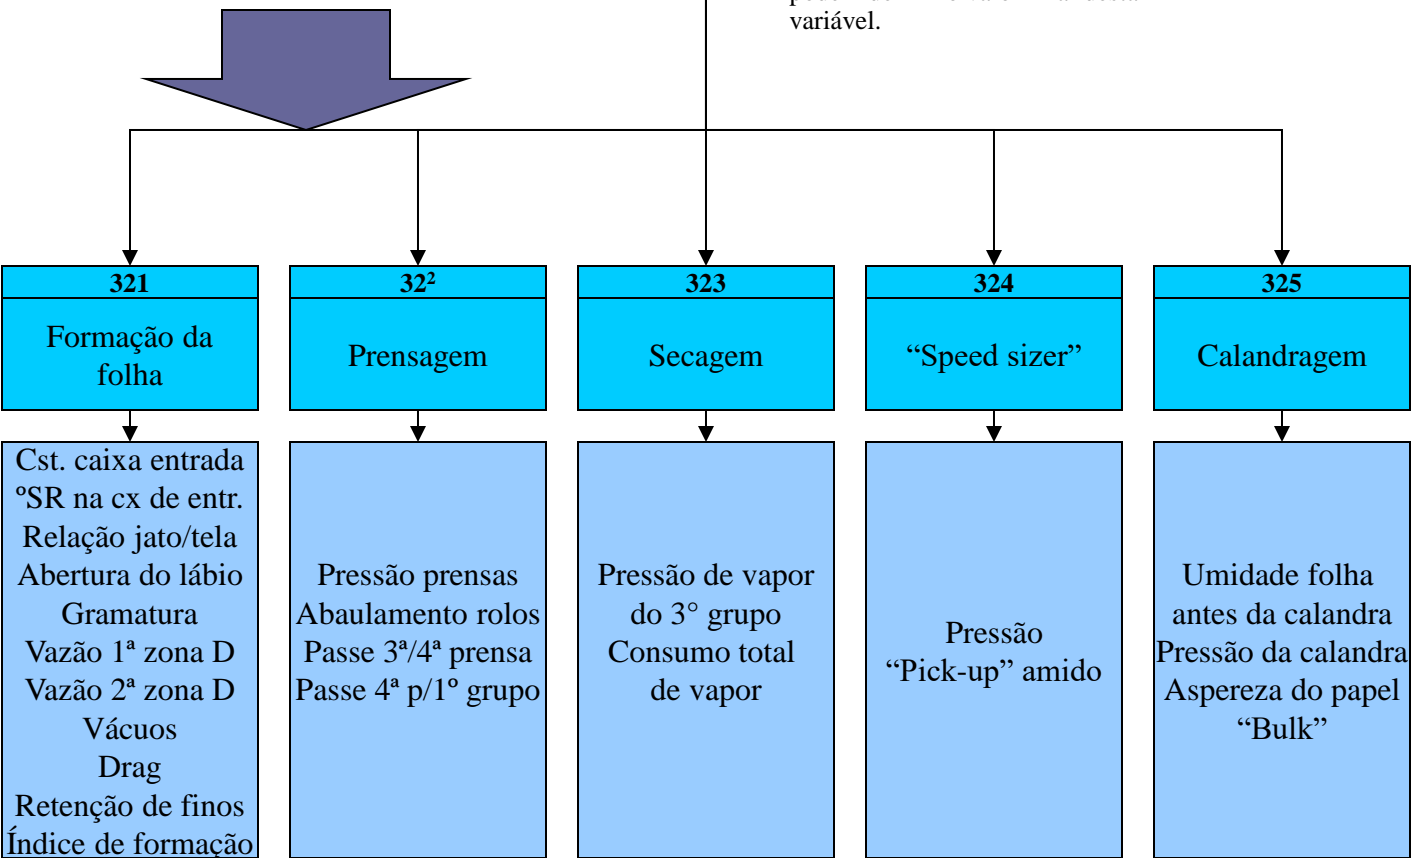 variável.
321
Formação da
folha
32²
Prensagem
323
Secagem
324
“Speed sizer”
325
Calandragem
Cst. caixa entrada
ºSR na cx de entr.
Relação jato/tela
Abertura do lábio
Gramatura
Vazão 1ª zona D
Vazão 2ª zona D
Vácuos
Drag
Retenção de finos
Índice de formação
Pressão prensas
Abaulamento rolos
Passe 3ª/4ª prensa
Passe 4ª p/1º grupo
Pressão de vapor
do 3° grupo
Consumo total
de vapor
Pressão
“Pick-up” amido
Umidade folha
antes da calandra
Pressão da calandra
Aspereza do papel
“Bulk”